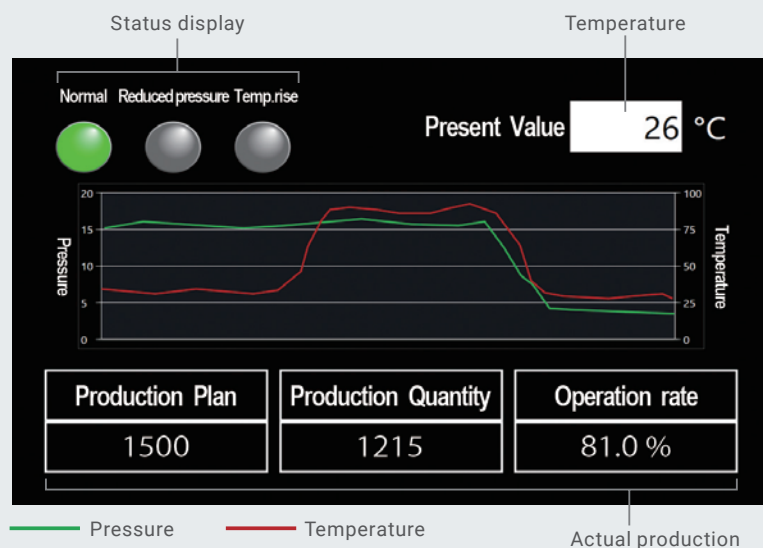 Status display
Temperature
Normal Reduced pressure Temp.rise
Present Value 26 °C
20 100
15 75
10 50
5 25
0 0
Pressure
Temperature
Production Plan Production Quantity Operation rate
1500 1215 81.0 %
Pressure Temperature
Actual production